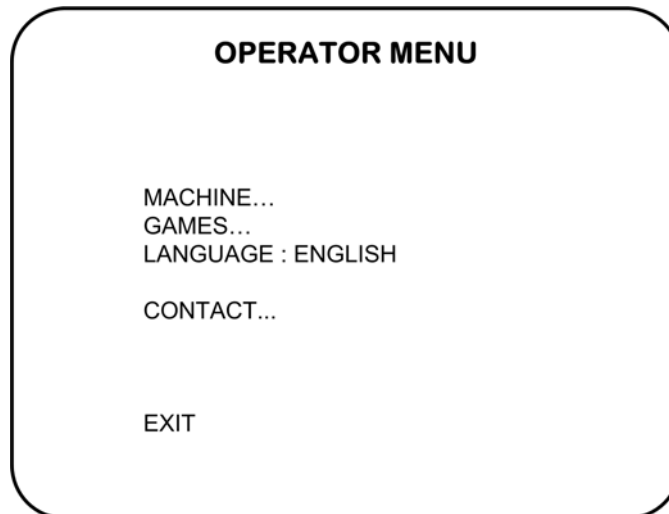 OPERATOR MENU
MACHINE…
GAMES…
LANGUAGE : ENGLISH
CONTACT...
EXIT